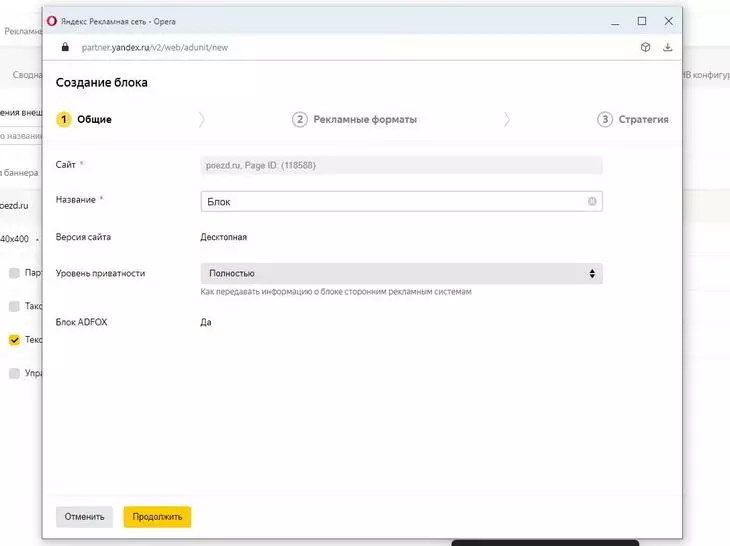 Яндекс Рекламная сеть - Opera
partner.yandex.ru/v2/web/adunit/new
Рекламны
Сводна
НВ конфигур
Создание блока
1 Общие
2 Рекламные форматы
3 Стратегия
ения внеш
о названи
Сайт *
poezd.ru, Page ID: (118588)
л баннера
Название *
Блок
oezd.ru
Версия сайта
Десктопная
40x400
Уровень приватности
Полностью
Как передавать информацию о блоке сторонним рекламным системам
Пар
Такс
Блок ADFOX
Да
Текс
Упра
Отменить
Продолжить